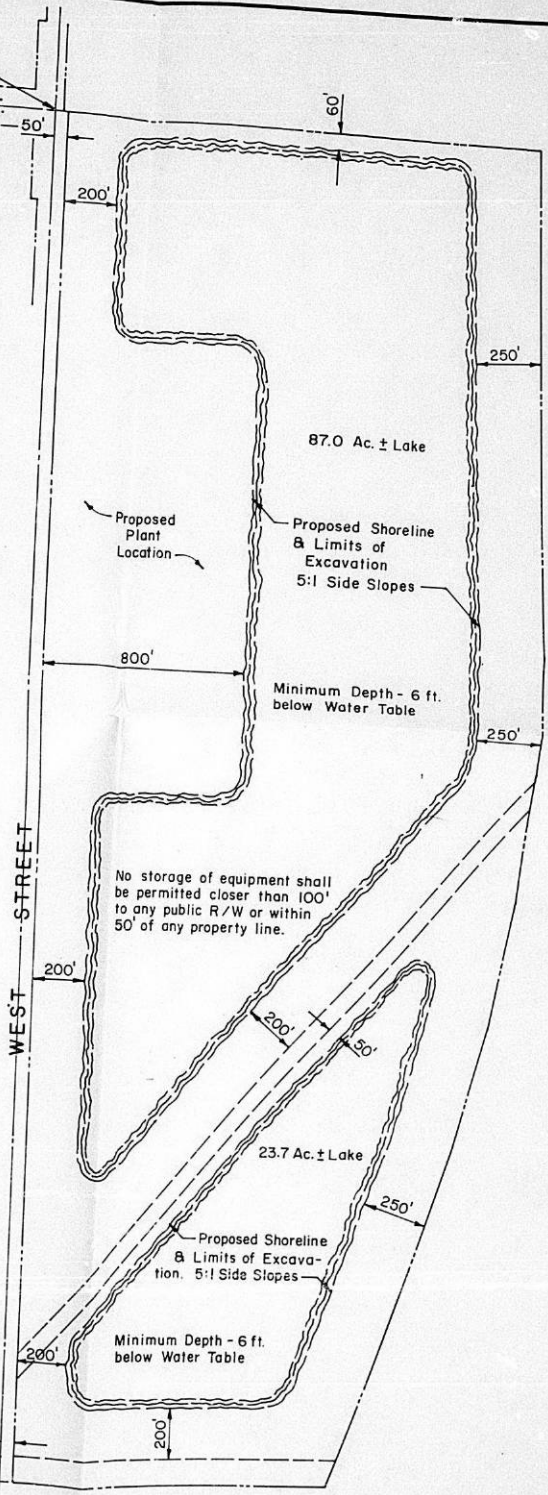 60'
50'
200'
250'
87.0 Ac. ± Lake
Proposed
Plant
Location
Proposed Shoreline
& Limits of
Excavation
5:1 Side Slopes
800'
Minimum Depth - 6 ft.
below Water Table
250'
No storage of equipment shall
be permitted closer than 100'
to any public R/W or within
50' of any property line.
WEST STREET
200'
200'
50'
23.7 Ac. ± Lake
250'
Proposed Shoreline
& Limits of Excava-
tion. 5:1 Side Slopes
Minimum Depth - 6 ft.
below Water Table
200'
200'